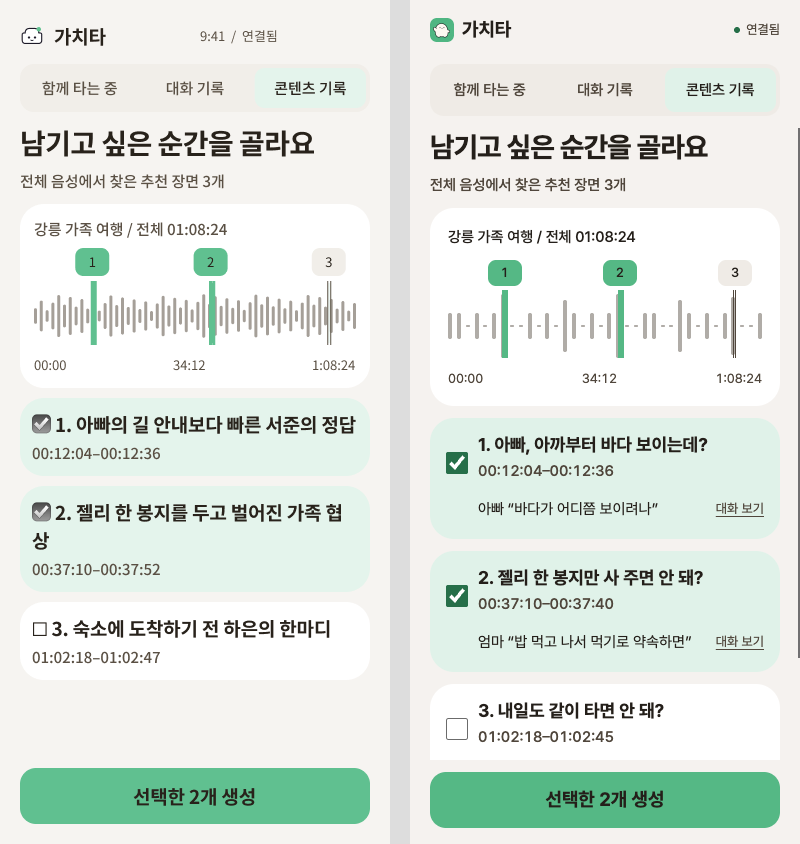 가치타
9:41 / 연결됨
함께 타는 중
대화 기록
콘텐츠 기록
남기고 싶은 순간을 골라요
전체 음성에서 찾은 추천 장면 3개
강릉 가족 여행 / 전체 01:08:24
1
2
3
00:00
34:12
1:08:24
1. 아빠의 길 안내보다 빠른 서준의 정답
00:12:04–00:12:36
2. 젤리 한 봉지를 두고 벌어진 가족 협
상
00:37:10–00:37:52
3. 숙소에 도착하기 전 하은의 한마디
01:02:18–01:02:47
선택한 2개 생성
가치타
연결됨
함께 타는 중
대화 기록
콘텐츠 기록
남기고 싶은 순간을 골라요
전체 음성에서 찾은 추천 장면 3개
강릉 가족 여행 / 전체 01:08:24
1
2
3
00:00
34:12
1:08:24
1. 아빠, 아까부터 바다 보이는데?
00:12:04–00:12:36
아빠 “바다가 어디쯤 보이려나”
대화 보기
2. 젤리 한 봉지만 사 주면 안 돼?
00:37:10–00:37:40
엄마 “밥 먹고 나서 먹기로 약속하면”
대화 보기
3. 내일도 같이 타면 안 돼?
01:02:18–01:02:45
선택한 2개 생성